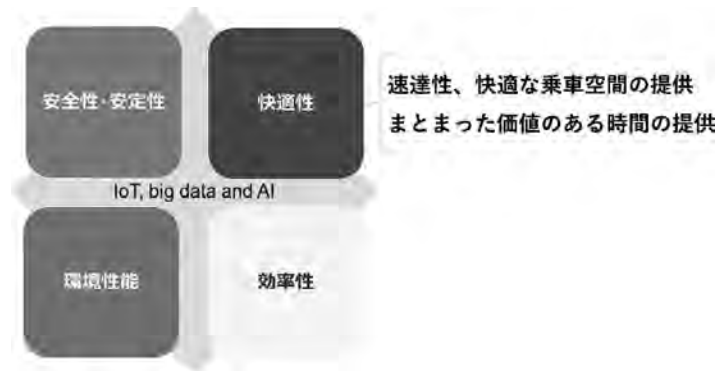 安全性・安定性
快適性
速達性、快適な乗車空間の提供
まとまった価値のある時間の提供
IoT, big data and AI
環境性能
効率性